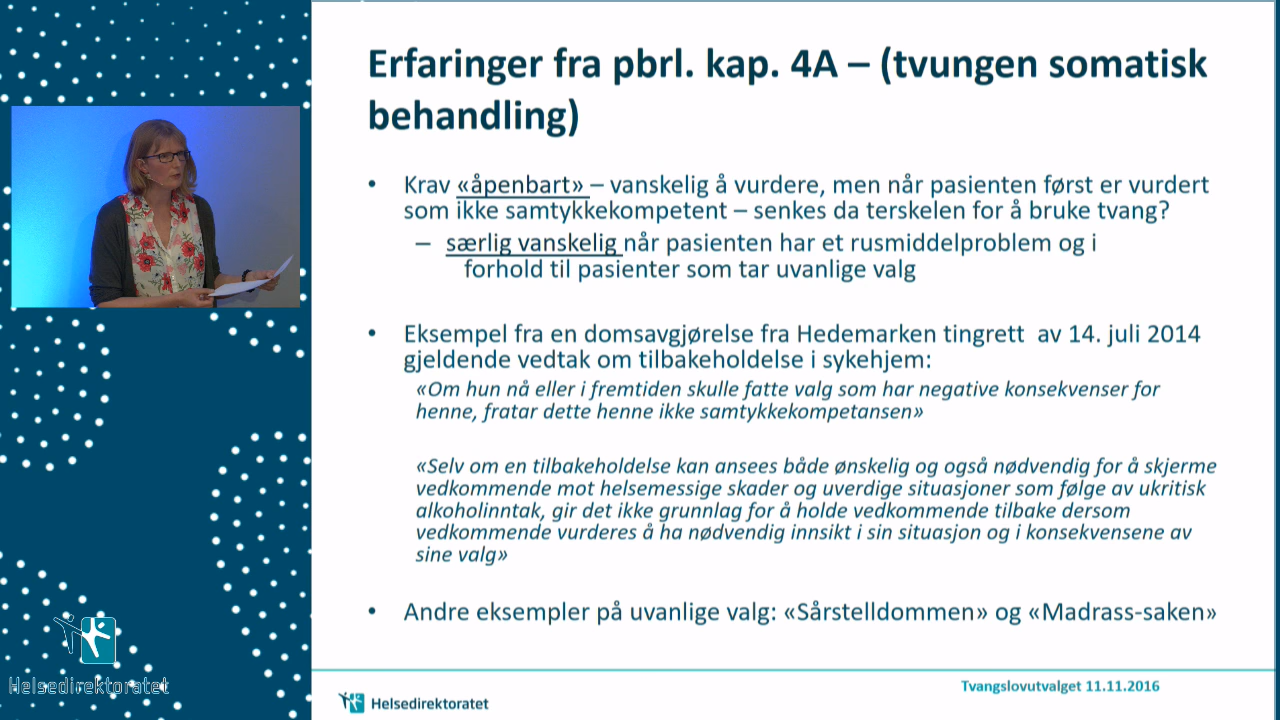 Erfaringer fra pbrl. kap. 4A – (tvungen somatisk
behandling)
• Krav «åpenbart» – vanskelig å vurdere, men når pasienten først er vurdert
som ikke samtykkekompetent – senkes da terskelen for å bruke tvang?
– særlig vanskelig når pasienten har et rusmiddelproblem og i
forhold til pasienter som tar uvanlige valg
• Eksempel fra en domsavgjørelse fra Hedemarken tingrett av 14. juli 2014
gjeldende vedtak om tilbakeholdelse i sykehjem:
«Om hun nå eller i fremtiden skulle fatte valg som har negative konsekvenser for
henne, fratar dette henne ikke samtykkekompetansen»
«Selv om en tilbakeholdelse kan ansees både ønskelig og også nødvendig for å skjerme
vedkommende mot helsemessige skader og uverdige situasjoner som følge av ukritisk
alkoholinntak, gir det ikke grunnlag for å holde vedkommende tilbake dersom
vedkommende vurderes å ha nødvendig innsikt i sin situasjon og i konsekvensene av
sine valg»
• Andre eksempler på uvanlige valg: «Sårstelldommen» og «Madrass-saken»
Tvangslovutvalget 11.11.2016
Helsedirektoratet
Helsedirektoratet